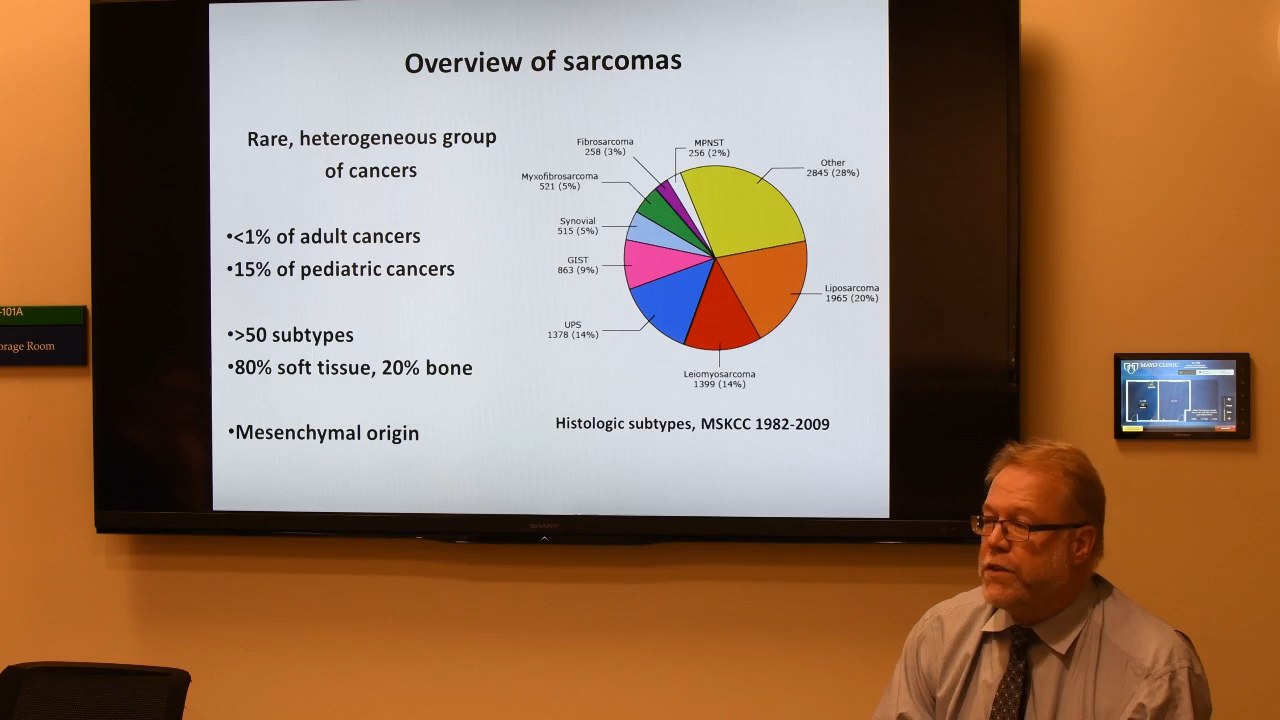 Overview of sarcomas
Rare, heterogeneous group
of cancers
•<1% of adult cancers
•15% of pediatric cancers
•>50 subtypes
•80% soft tissue, 20% bone
•Mesenchymal origin
Fibrosarcoma
258 (3%)
MPNST
256 (2%)
Other
2845 (28%)
Myxofibrosarcoma
521 (5%)
Synovial
515 (5%)
GIST
863 (9%)
Liposarcoma
1965 (20%)
UPS
1378 (14%)
Leiomyosarcoma
1399 (14%)
Histologic subtypes, MSKCC 1982-2009
SHARP
-101A
orage Room
MAYO CLINIC